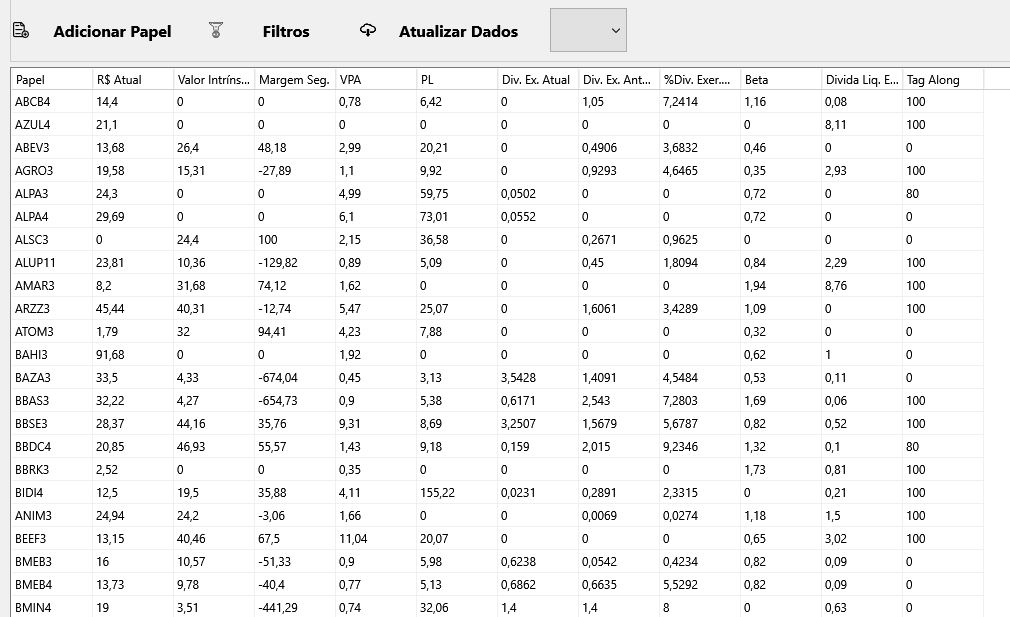 Adicionar Papel Filtros Atualizar Dados
Papel R$ Atual Valor Intríns... Margem Seg. VPA PL Div. Ex. Atual Div. Ex. Ant... %Div. Exer.... Beta Divida Liq. E... Tag Along
ABCB4 14,4 0 0 0,78 6,42 0 1,05 7,2414 1,16 0,08 100
AZUL4 21,1 0 0 0 0 0 0 0 0 8,11 100
ABEV3 13,68 26,4 48,18 2,99 20,21 0 0,4906 3,6832 0,46 0 0
AGRO3 19,58 15,31 -27,89 1,1 9,92 0 0,9293 4,6465 0,35 2,93 100
ALPA3 24,3 0 0 4,99 59,75 0,0502 0 0 0,72 0 80
ALPA4 29,69 0 0 6,1 73,01 0,0552 0 0 0,72 0 0
ALSC3 0 24,4 100 2,15 36,58 0 0,2671 0,9625 0 0 0
ALUP11 23,81 10,36 -129,82 0,89 5,09 0 0,45 1,8094 0,84 2,29 100
AMAR3 8,2 31,68 74,12 1,62 0 0 0 0 1,94 8,76 100
ARZZ3 45,44 40,31 -12,74 5,47 25,07 0 1,6061 3,4289 1,09 0 100
ATOM3 1,79 32 94,41 4,23 7,88 0 0 0 0,32 0 0
BAHI3 91,68 0 0 1,92 0 0 0 0 0,62 1 0
BAZA3 33,5 4,33 -674,04 0,45 3,13 3,5428 1,4091 4,5484 0,53 0,11 0
BBAS3 32,22 4,27 -654,73 0,9 5,38 0,6171 2,543 7,2803 1,69 0,06 100
BBSE3 28,37 44,16 35,76 9,31 8,69 3,2507 1,5679 5,6787 0,82 0,52 100
BBDC4 20,85 46,93 55,57 1,43 9,18 0,159 2,015 9,2346 1,32 0,1 80
BBRK3 2,52 0 0 0,35 0 0 0 0 1,73 0,81 100
BIDI4 12,5 19,5 35,88 4,11 155,22 0,0231 0,2891 2,3315 0 0,21 100
ANIM3 24,94 24,2 -3,06 1,66 0 0 0,0069 0,0274 1,18 1,5 100
BEEF3 13,15 40,46 67,5 11,04 20,07 0 0 0 0,65 3,02 100
BMEB3 16 10,57 -51,33 0,9 5,98 0,6238 0,0542 0,4234 0,82 0,09 0
BMEB4 13,73 9,78 -40,4 0,77 5,13 0,6862 0,6635 5,5292 0,82 0,09 0
BMIN4 19 3,51 -441,29 0,74 32,06 1,4 1,4 8 0 0,63 0